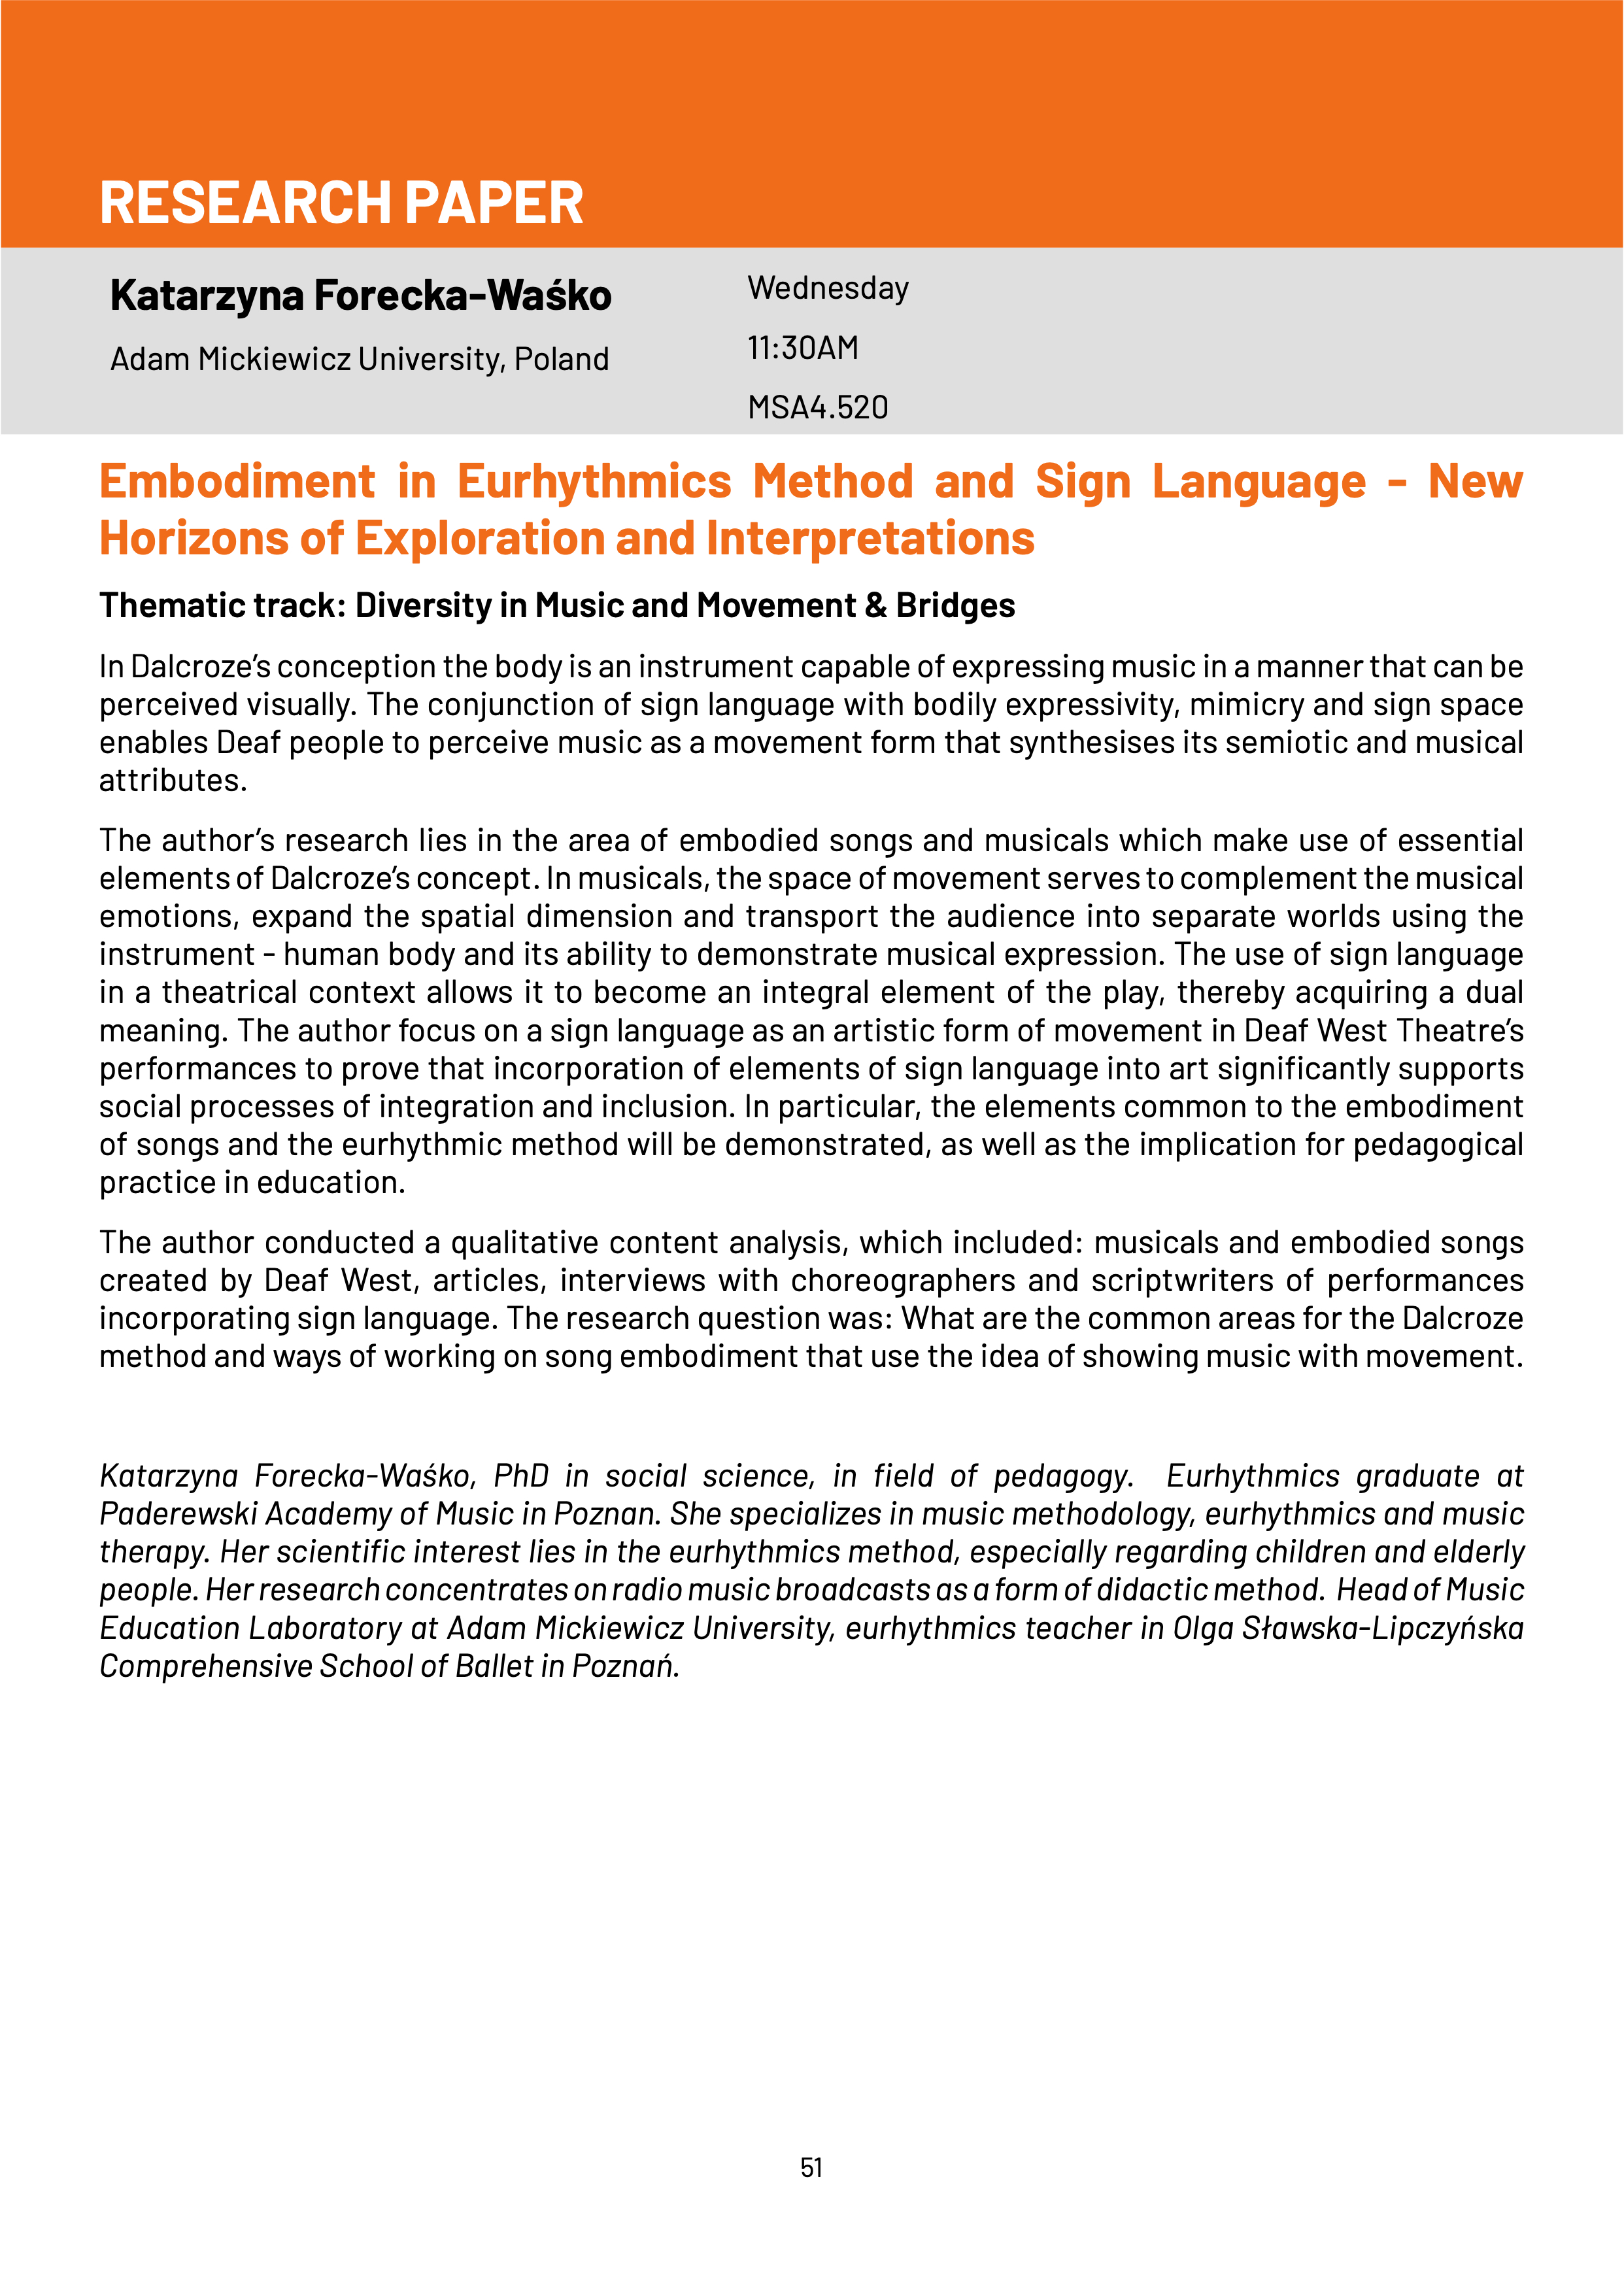 RESEARCH PAPER
Katarzyna Forecka-Waśko
Adam Mickiewicz University, Poland
Wednesday
11:30AM
MSA4.520
Embodiment in Eurhythmics Method and Sign Language - New
Horizons of Exploration and Interpretations
Thematic track: Diversity in Music and Movement & Bridges
In Dalcroze’s conception the body is an instrument capable of expressing music in a manner that can be
perceived visually. The conjunction of sign language with bodily expressivity, mimicry and sign space
enables Deaf people to perceive music as a movement form that synthesises its semiotic and musical
attributes.
The author’s research lies in the area of embodied songs and musicals which make use of essential
elements of Dalcroze’s concept. In musicals, the space of movement serves to complement the musical
emotions, expand the spatial dimension and transport the audience into separate worlds using the
instrument - human body and its ability to demonstrate musical expression. The use of sign language
in a theatrical context allows it to become an integral element of the play, thereby acquiring a dual
meaning. The author focus on a sign language as an artistic form of movement in Deaf West Theatre’s
performances to prove that incorporation of elements of sign language into art significantly supports
social processes of integration and inclusion. In particular, the elements common to the embodiment
of songs and the eurhythmic method will be demonstrated, as well as the implication for pedagogical
practice in education.
The author conducted a qualitative content analysis, which included: musicals and embodied songs
created by Deaf West, articles, interviews with choreographers and scriptwriters of performances
incorporating sign language. The research question was: What are the common areas for the Dalcroze
method and ways of working on song embodiment that use the idea of showing music with movement.
Katarzyna Forecka-Waśko, PhD in social science, in field of pedagogy. Eurhythmics graduate at
Paderewski Academy of Music in Poznan. She specializes in music methodology, eurhythmics and music
therapy. Her scientific interest lies in the eurhythmics method, especially regarding children and elderly
people. Her research concentrates on radio music broadcasts as a form of didactic method. Head of Music
Education Laboratory at Adam Mickiewicz University, eurhythmics teacher in Olga Sławska-Lipczyńska
Comprehensive School of Ballet in Poznań.
51